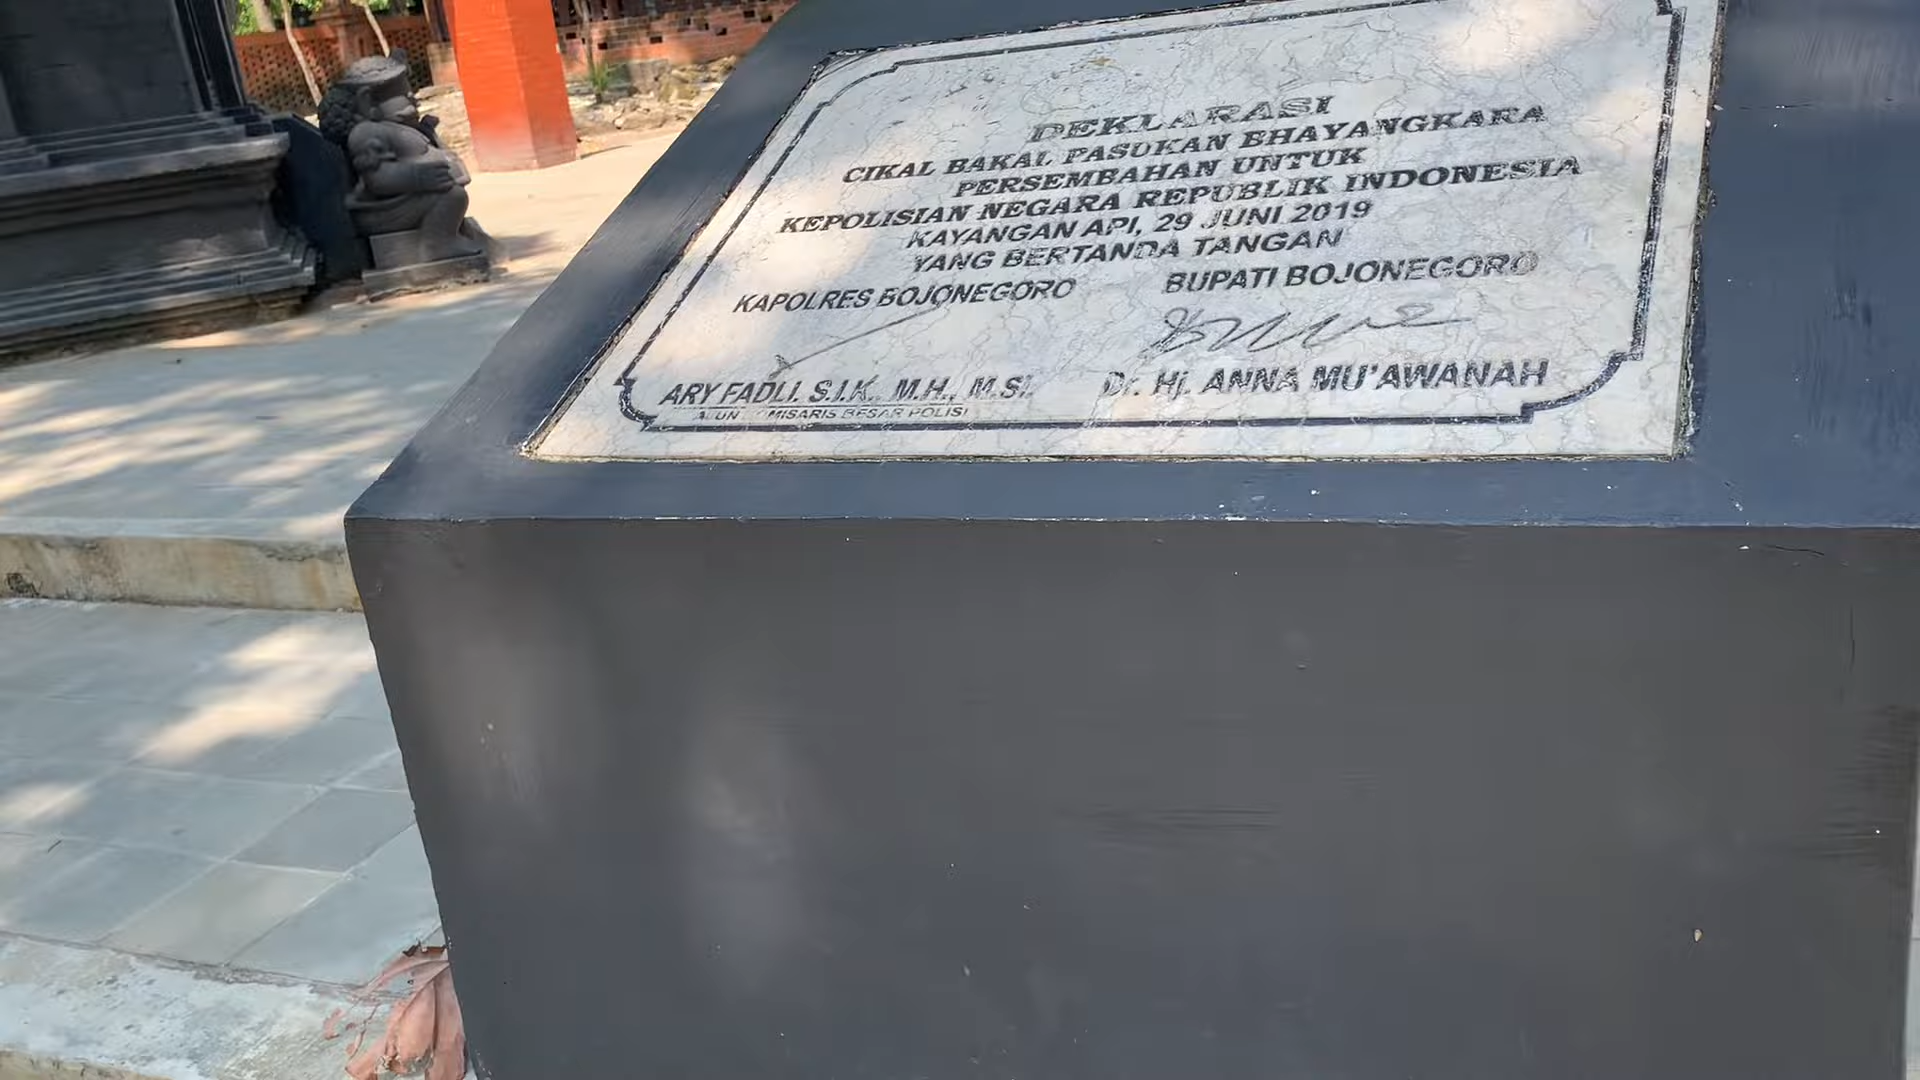 DEKLARASI
CIKAL BAKAL PASUKAN BHAYANGKARA
PERSEMBAHAN UNTUK
KEPOLISIAN NEGARA REPUBLIK INDONESIA
KAYANGAN API, 29 JUNI 2019
YANG BERTANDA TANGAN
KAPOLRES BOJONEGORO BUPATI BOJONEGORO
ARY FADLI. S.I.K., M.H., M.SI. Dr. Hj. ANNA MU'AWANAH
BESAR POLISI